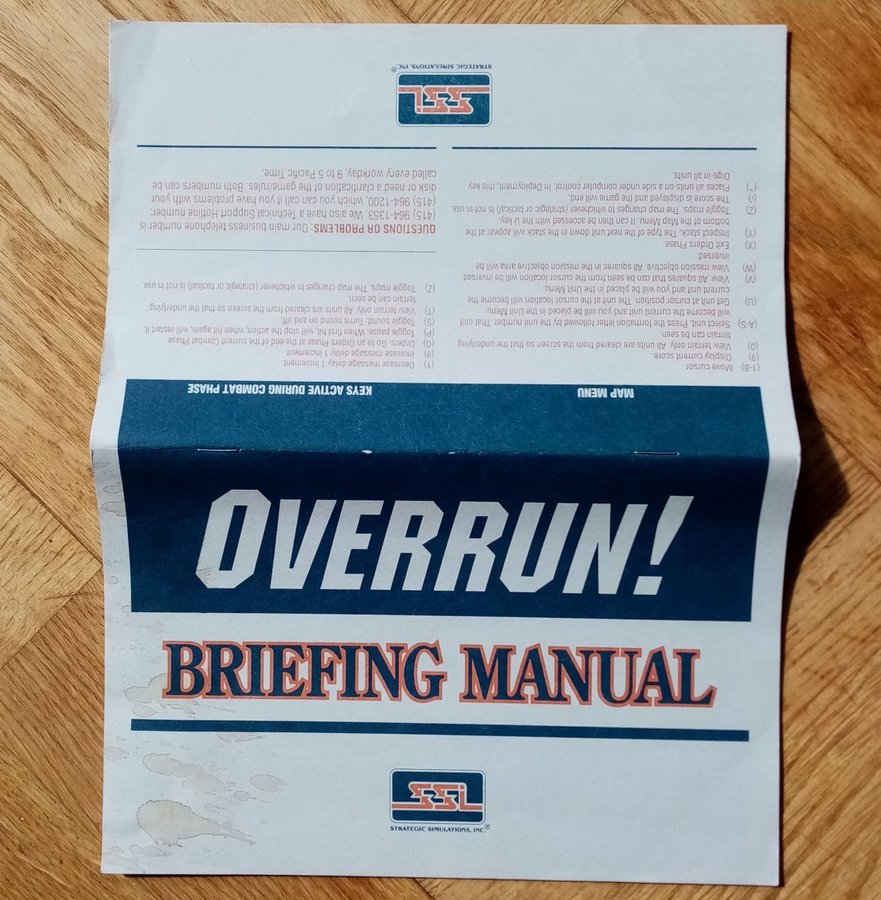 OVERRUN!
BRIEFING MANUAL
SSI
STRATEGIC SIMULATIONS, INC.®
MAP MENU
(1-8) Move cursor.
(9) Display current score.
(0) View terrain only. All units are cleared from the screen so that the underlying
terrain can be seen.
(A-S) Select unit. Press the formation letter followed by the unit number. That unit
will become the current unit and you will be placed in the Unit Menu.
(U) Get unit at cursor position. The unit at the cursor location will become the
current unit and you will be placed in the Unit Menu.
(V) View squares. All squares that can be seen from the cursor location will be inverted.
(W) View mission objective. All squares in the mission objective area will be
inverted
(X) Exit Orders Phase.
(Y) Inspect stack. The type of the next unit down in the stack will appear at the
bottom of the Map Menu. It can then be accessed with the
(Z) Toggle maps. The map changes to whichever (strategic or tactical) is not in use.
(/) The score is displayed and the game will end.
(*) Places all units on a side under computer control. In Deployment, this key
Digs-in all units
KEYS ACTIVE DURING COMBAT PHASE
(1) Decrease message delay 1 increment.
(9) Increase message delay 1 increment.
(O) Orders. Go to an Orders Phase at the end of the current Combat Phase.
(P) Toggle pause. When first hit, will stop the action; when hit again, will restart it.
(S) Toggle sound. Turns sound on and off.
(T) View terrain only. All units are cleared from the screen so that the underlying
terrain can be seen.
(Z) Toggle maps. The map changes to whichever (strategic or tactical) is not in use.
QUESTIONS OR PROBLEMS: Our main business telephone number is
(415) 964-1353. We also have a Technical Support Hotline number:
(415) 964-1200, which you can call if you have problems with your
disk or need a clarification of the game/rules. Both numbers can be
called every workday, 9 to 5 Pacific Time.
SSI
STRATEGIC SIMULATIONS, INC.®